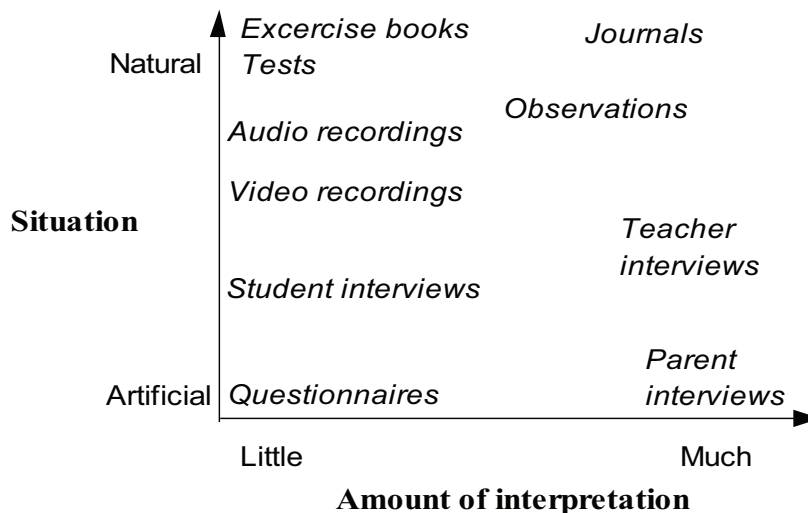 Excercise books
Journals
Natural
Tests
Observations
Audio recordings
Video recordings
Situation
Teacher
interviews
Student interviews
Parent
interviews
Artificial
Questionnaires
Little
Much
Amount of interpretation